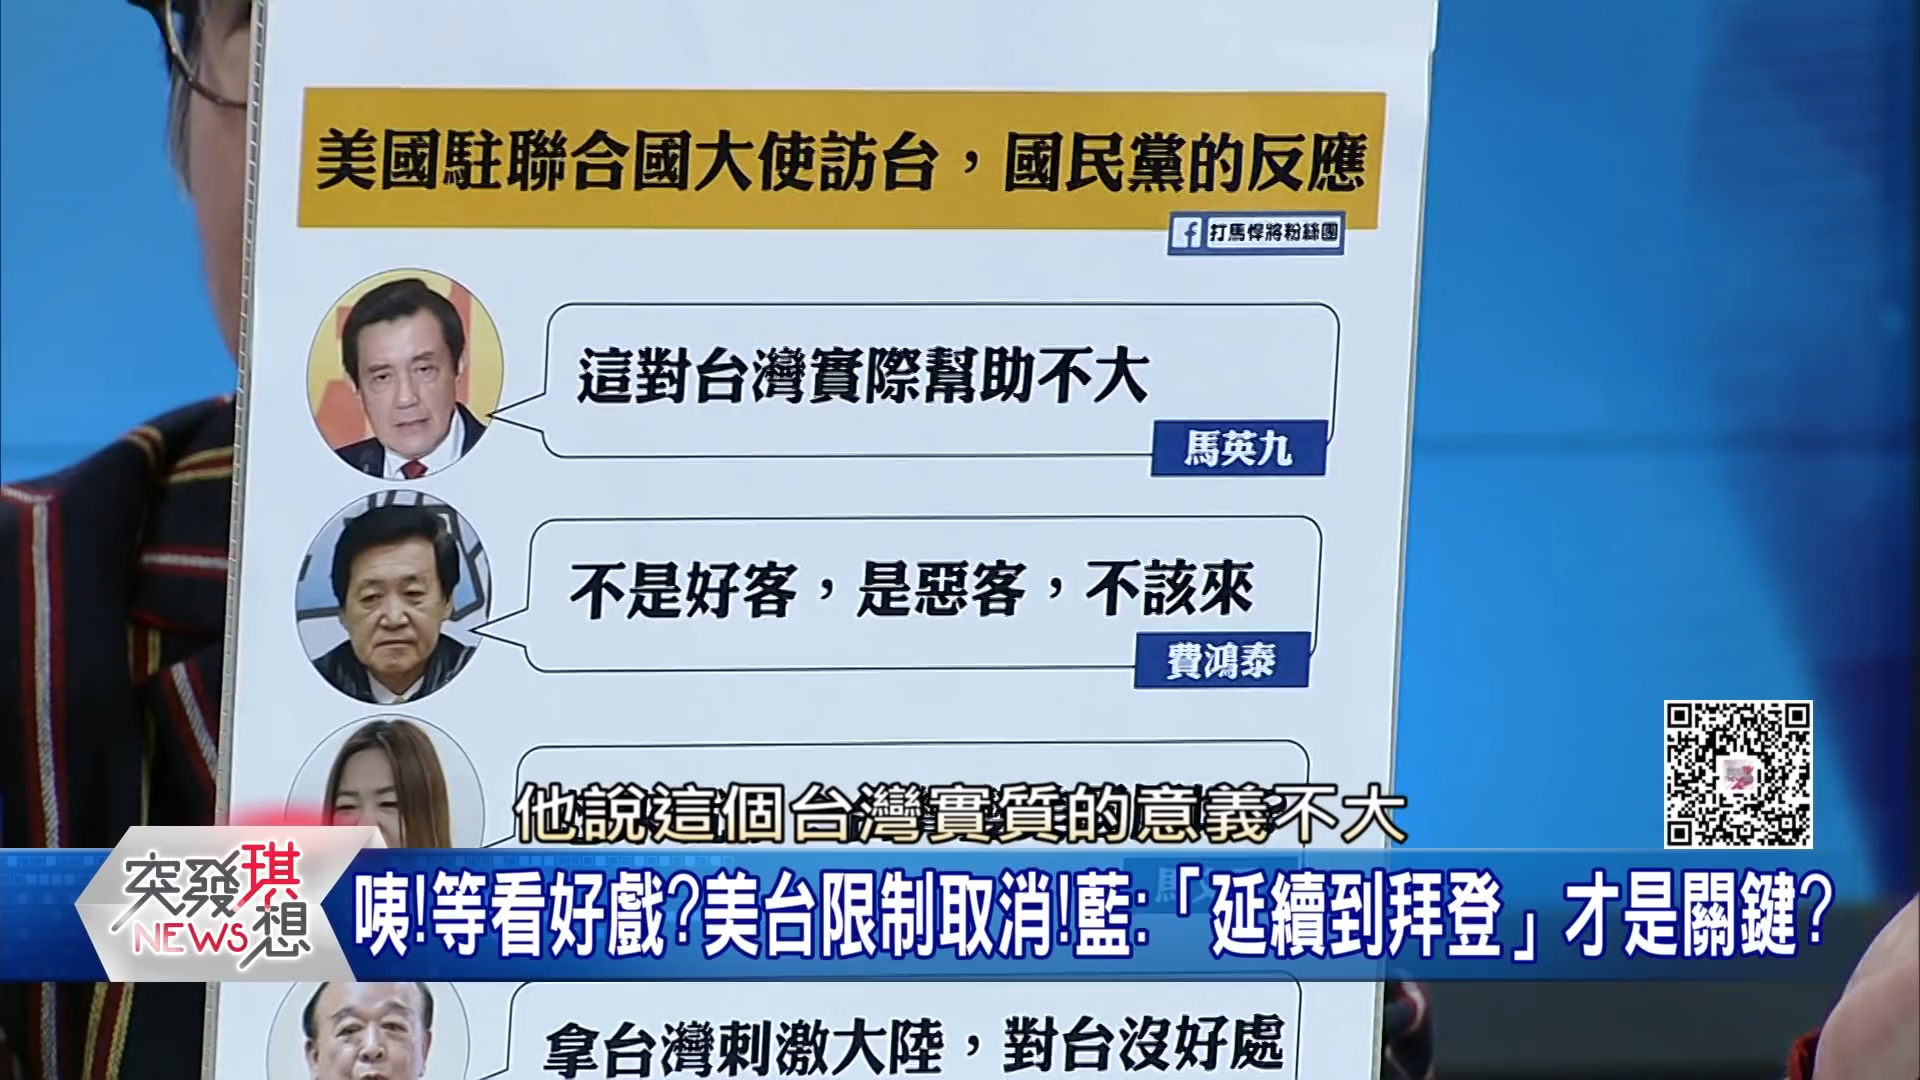 美國駐聯合國大使訪台，國民黨的反應
打馬悍將粉絲團
這對台灣實際幫助不大
馬英九
不是好客，是惡客，不該來
費鴻泰
他說這個台灣實質的意義不大
突發琪想
NEWS
咦!等看好戲?美台限制取消!藍:「延續到拜登」才是關鍵?
拿台灣刺激大陸，對台沒好處